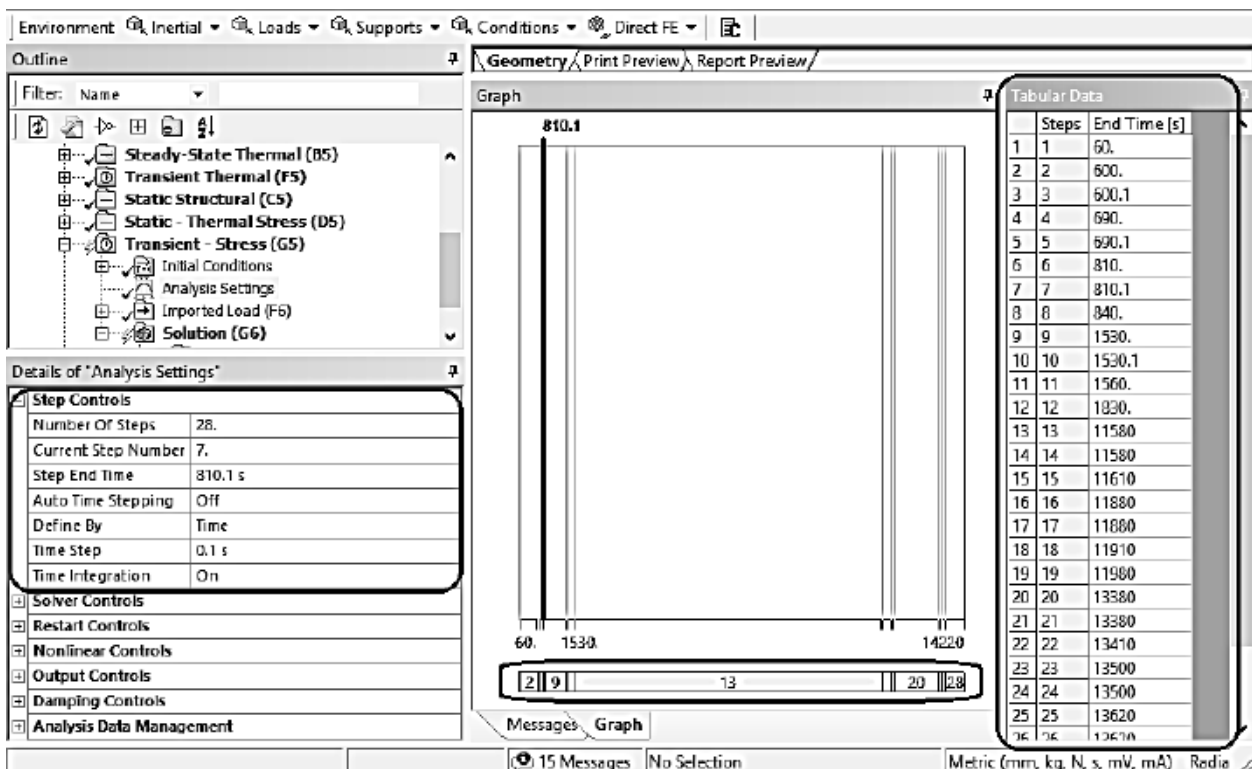 Environment Inertial Loads Supports Conditions Direct FE
Outline
Filter: Name
Steady-State Thermal (B5)
Transient Thermal (F5)
Static Structural (C5)
Static - Thermal Stress (D5)
Transient - Stress (G5)
Initial Conditions
Analysis Settings
Imported Load (F6)
Solution (G6)
Details of "Analysis Settings"
Step Controls
Number Of Steps 28.
Current Step Number 7.
Step End Time 810.1 s
Auto Time Stepping Off
Define By Time
Time Step 0.1 s
Time Integration On
Solver Controls
Restart Controls
Nonlinear Controls
Output Controls
Damping Controls
Analysis Data Management
Geometry Print Preview Report Preview
Graph
810.1
60. 1530. 14220
2 9 13 20 28
Messages Graph
Tabular Data
Steps End Time [s]
1 1 60.
2 2 600.
3 3 600.1
4 4 690.
5 5 690.1
6 6 810.
7 7 810.1
8 8 840.
9 9 1530.
10 10 1530.1
11 11 1560.
12 12 1830.
13 13 11580
14 14 11580
15 15 11610
16 16 11880
17 17 11880
18 18 11910
19 19 11980
20 20 13380
21 21 13380
22 22 13410
23 23 13500
24 24 13500
25 25 13620
26 26
15 Messages No Selection Metric (mm, kg, N, s, mV, mA) Radia